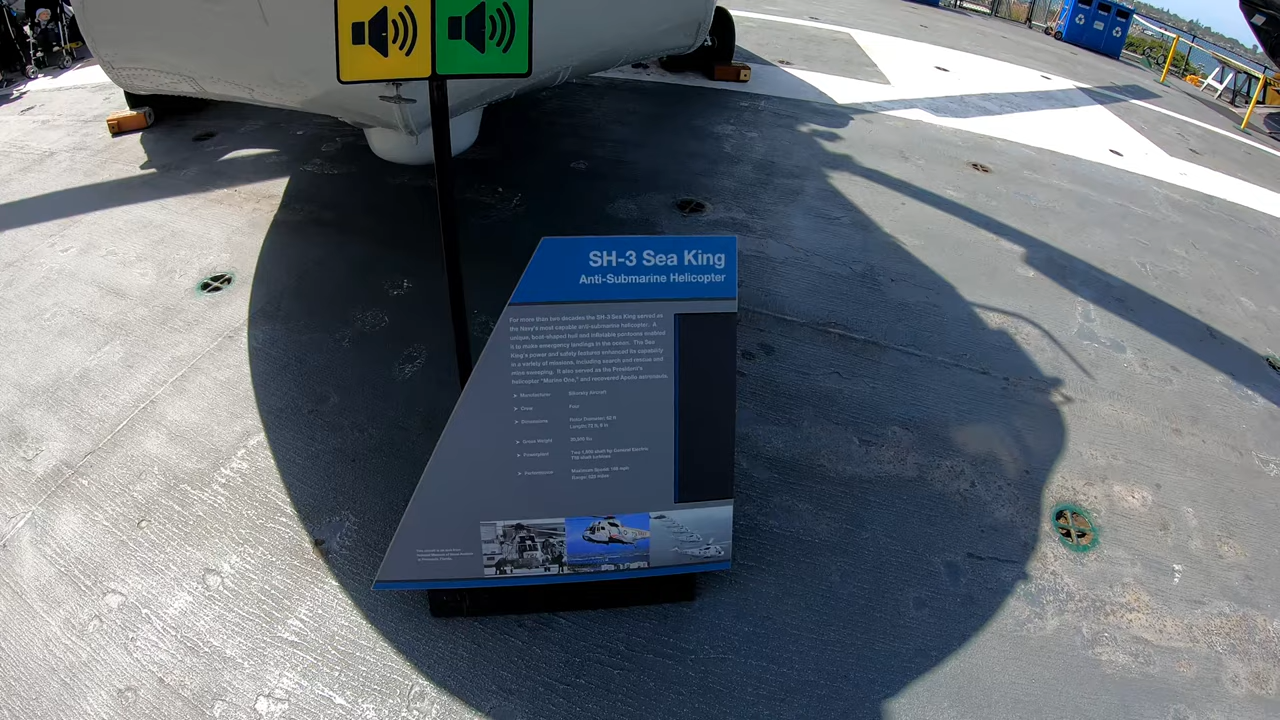 SH-3 Sea King
Anti-Submarine Helicopter
For more than two decades the SH-3 Sea King served as
the Navy's most capable anti-submarine helicopter. A
unique, boat-shaped hull and inflatable pontoons enabled
it to make emergency landings in the ocean. The Sea
King's power and safety features enhanced its capability
in a variety of missions, including search and rescue and
mine sweeping. It also served as the President's
helicopter "Marine One," and recovered Apollo astronauts.
Manufacturer Sikorsky Aircraft
Crew Four
Dimensions Rotor Diameter: 62 ft
Length: 72 ft, 8 in
Gross Weight lbs
Powerplant Two shaft hp General Electric
T58 shaft turbines
Performance Maximum Speed: mph
Range: miles